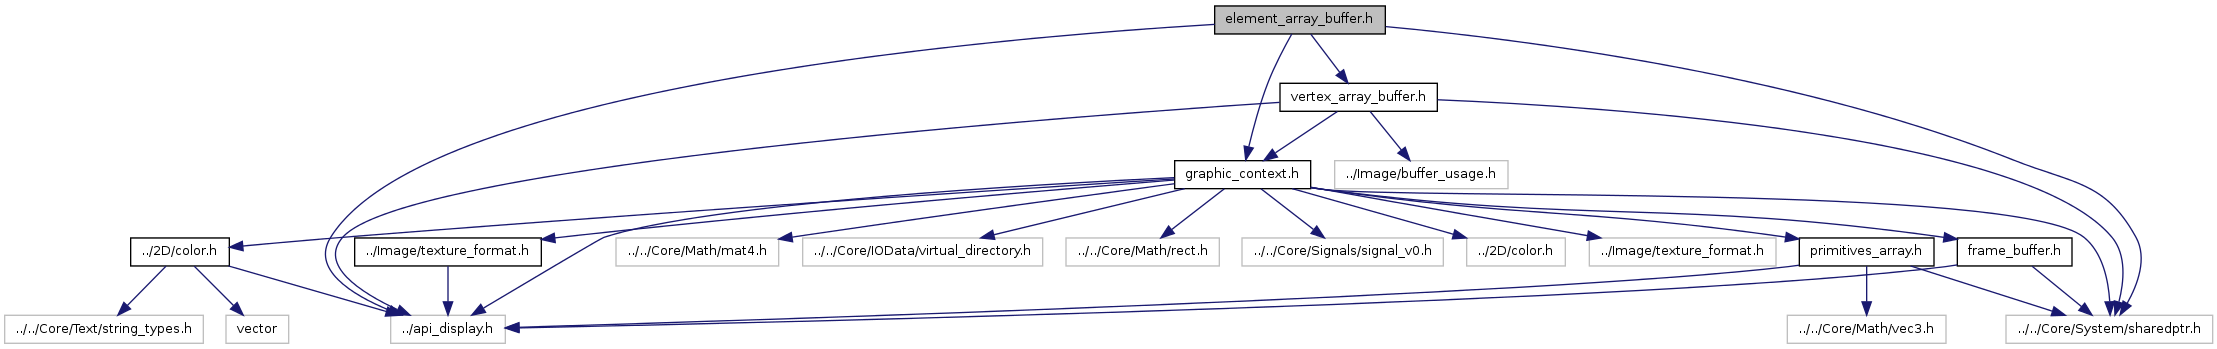 element_array_buffer.h
vertex_array_buffer.h
graphic_context.h
../Image/buffer_usage.h
../2D/color.h
../Image/texture_format.h
../../Core/Math/mat4.h
../../Core/IOData/virtual_directory.h
../../Core/Math/rect.h
../../Core/Signals/signal_v0.h
../2D/color.h
../Image/texture_format.h
primitives_array.h
frame_buffer.h
../../Core/Text/string_types.h
vector
../api_display.h
../../Core/Math/vec3.h
../../Core/System/sharedptr.h